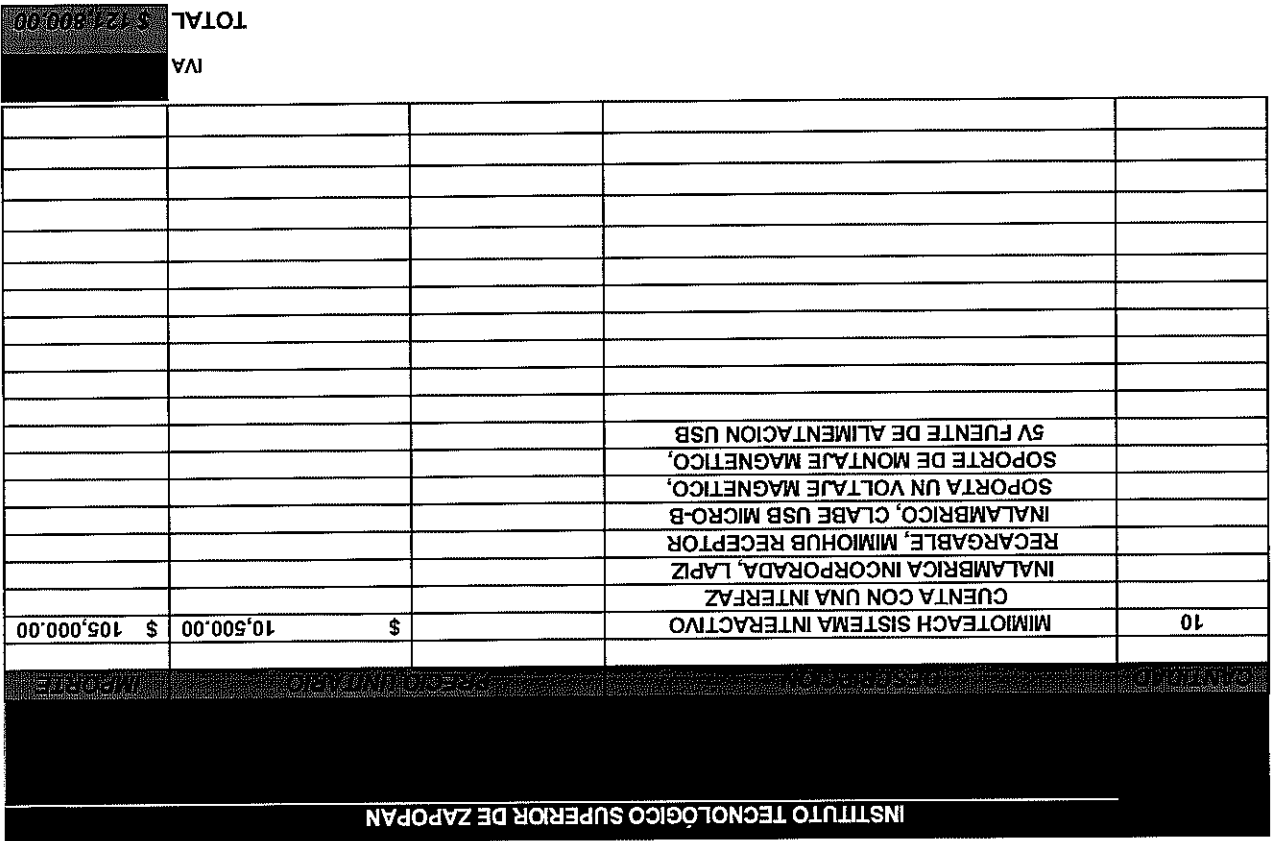 INSTITUTO TECNOLÓGICO SUPERIOR DE ZAPOPAN
CANTIDAD DESCRIPCION PRECIO UNITARIO IMPORTE
10 MIMIOTEACH SISTEMA INTERACTIVO $ 10,500.00 $ 105,000.00
CUENTA CON UNA INTERFAZ
INALAMBRICA INCORPORADA, LAPIZ
RECARGABLE, MIMIOHUB RECEPTOR
INALAMBRICO, CLABE USB MICRO-B
SOPORTA UN VOLTAJE MAGNETICO,
SOPORTE DE MONTAJE MAGNETICO,
5V FUENTE DE ALIMENTACION USB
IVA
TOTAL $ 121,800.00